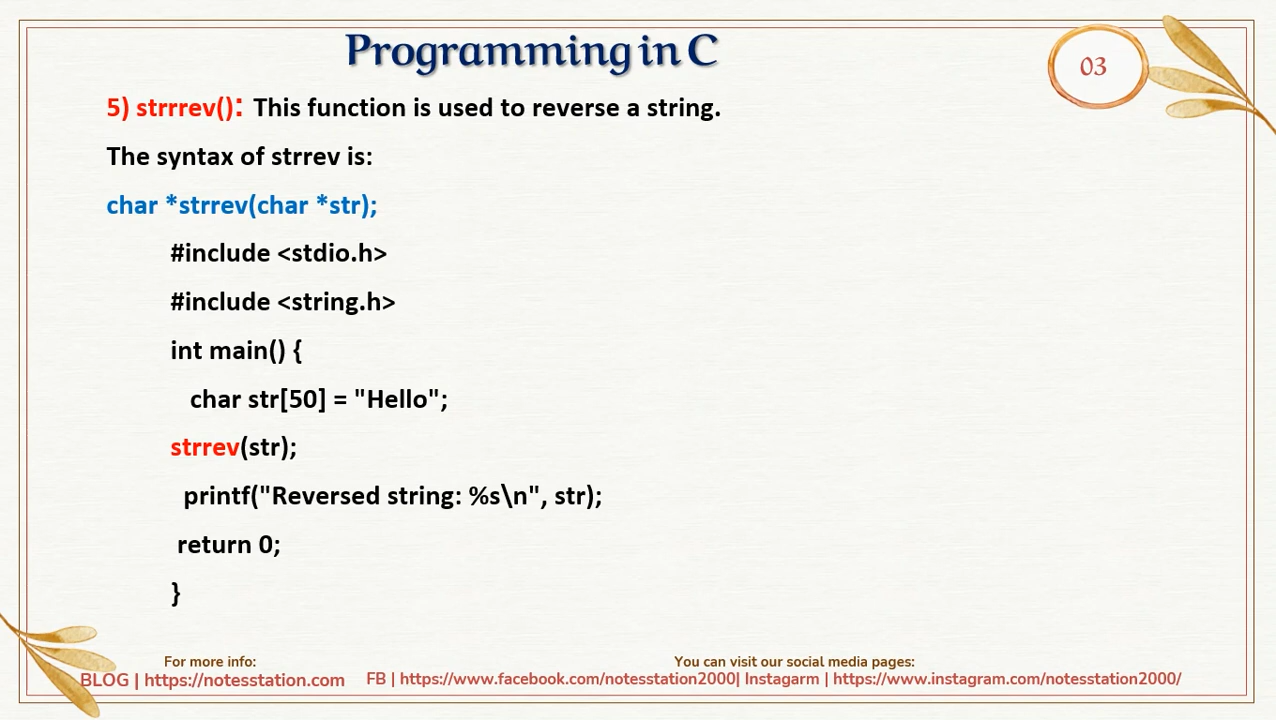 Programming in C
03
5) strrrev(): This function is used to reverse a string.
The syntax of strrev is:
char *strrev(char *str);
#include <stdio.h>
#include <string.h>
int main() {
char str[50] = "Hello";
strrev(str);
printf("Reversed string: %s\n", str);
return 0;
}
For more info:
BLOG | https://notesstation.com
You can visit our social media pages:
FB | https://www.facebook.com/notesstation2000| Instagarm | https://www.instagram.com/notesstation2000/